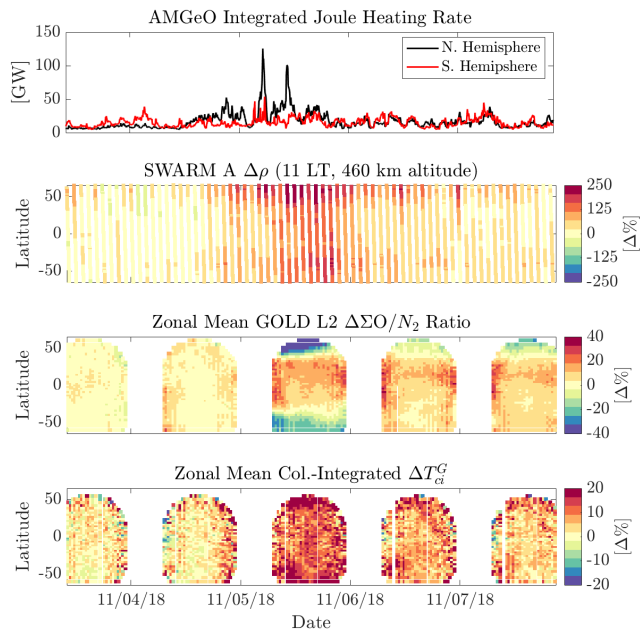 AMGeO Integrated Joule Heating Rate
150
100
50
0
[GW]
N. Hemisphere
S. Hemipshere
SWARM A Δρ (11 LT, 460 km altitude)
50
0
-50
Latitude
250
125
0
-125
-250
[Δ%]
Zonal Mean GOLD L2 ΔΣO/N₂ Ratio
50
0
-50
Latitude
40
20
0
-20
-40
[Δ%]
Zonal Mean Col.-Integrated ΔT_{ci}^{G}
50
0
-50
Latitude
20
10
0
-10
-20
[Δ%]
11/04/18 11/05/18 11/06/18 11/07/18
Date